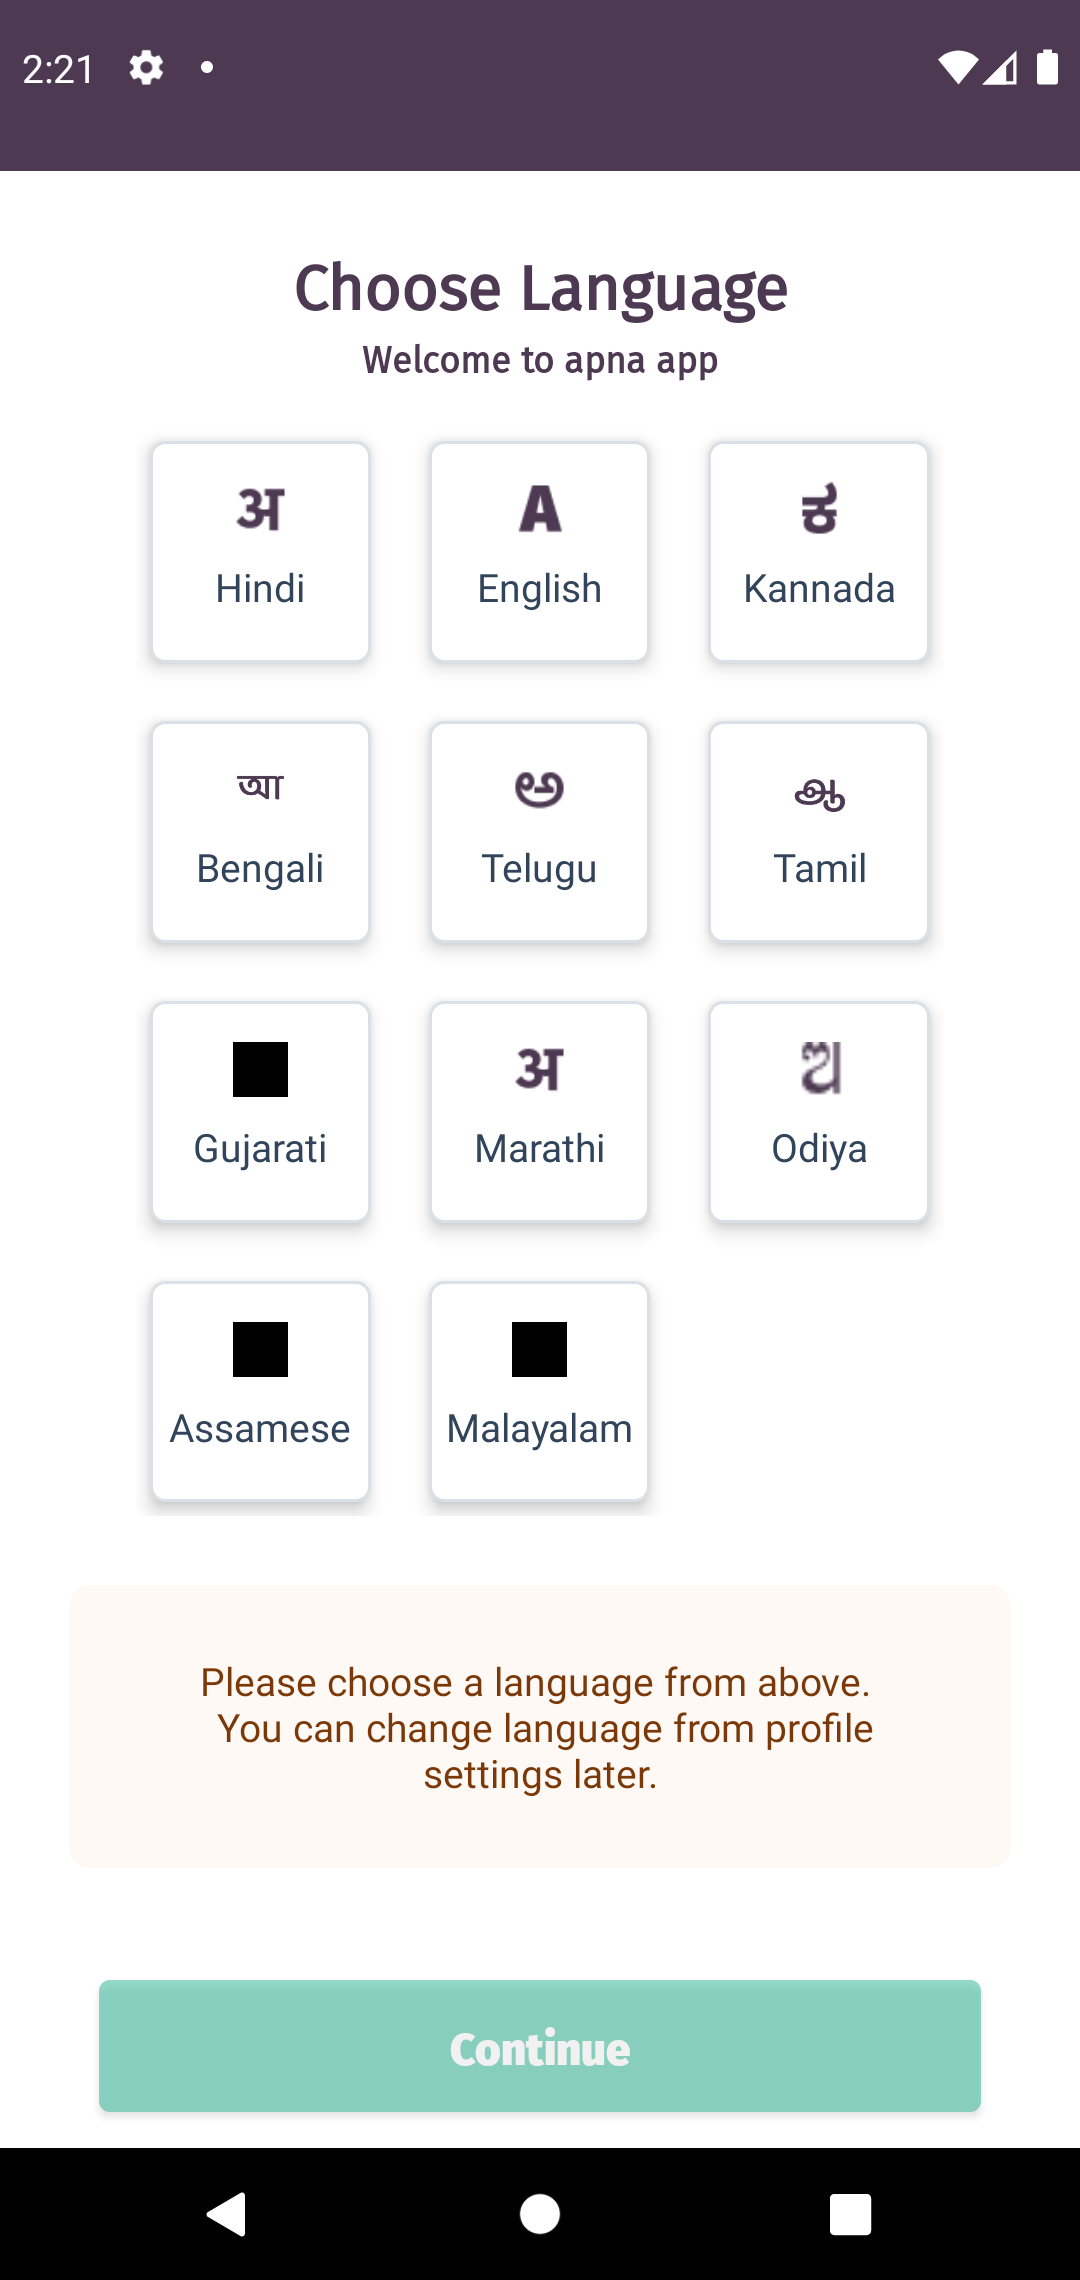 2:21
Choose Language
Welcome to apna app
अ A ಕ
Hindi English Kannada
আ అ ஆ
Bengali Telugu Tamil
अ ଅ
Gujarati Marathi Odiya
Assamese Malayalam
Please choose a language from above.
You can change language from profile
settings later.
Continue